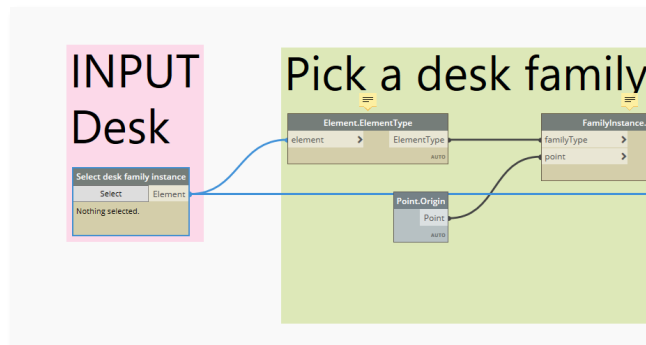 INPUT
Desk
Select desk family instance
Select
Element
Nothing selected.
Pick a desk family
Element.ElementType
element >
ElementType
AUTO
Point.Origin
Point
AUTO
FamilyInstance.
familyType >
point >